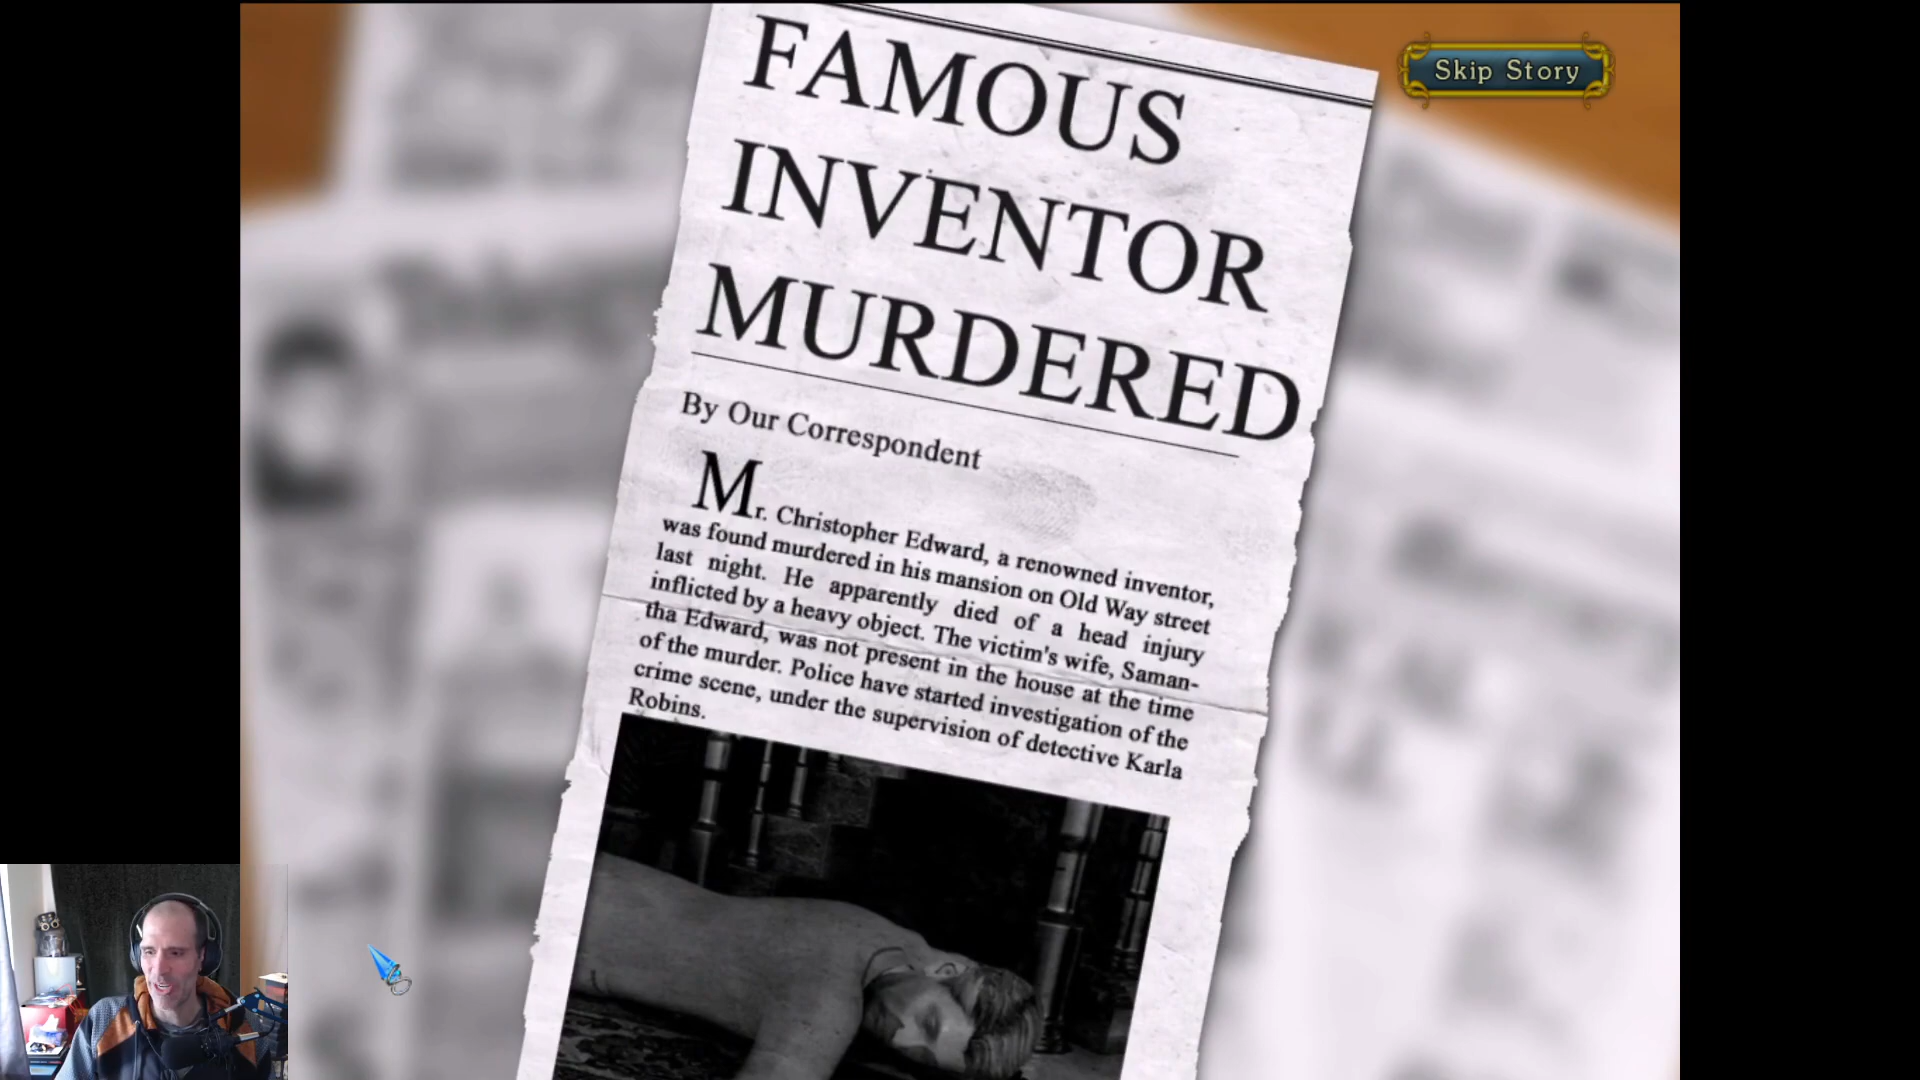 Skip Story
FAMOUS
INVENTOR
MURDERED
By Our Correspondent
Mr. Christopher Edward, a renowned inventor,
was found murdered in his mansion on Old Way street
last night. He apparently died of a head injury
inflicted by a heavy object. The victim's wife, Saman-
tha Edward, was not present in the house at the time
of the murder. Police have started investigation of the
crime scene, under the supervision of detective Karla
Robins.